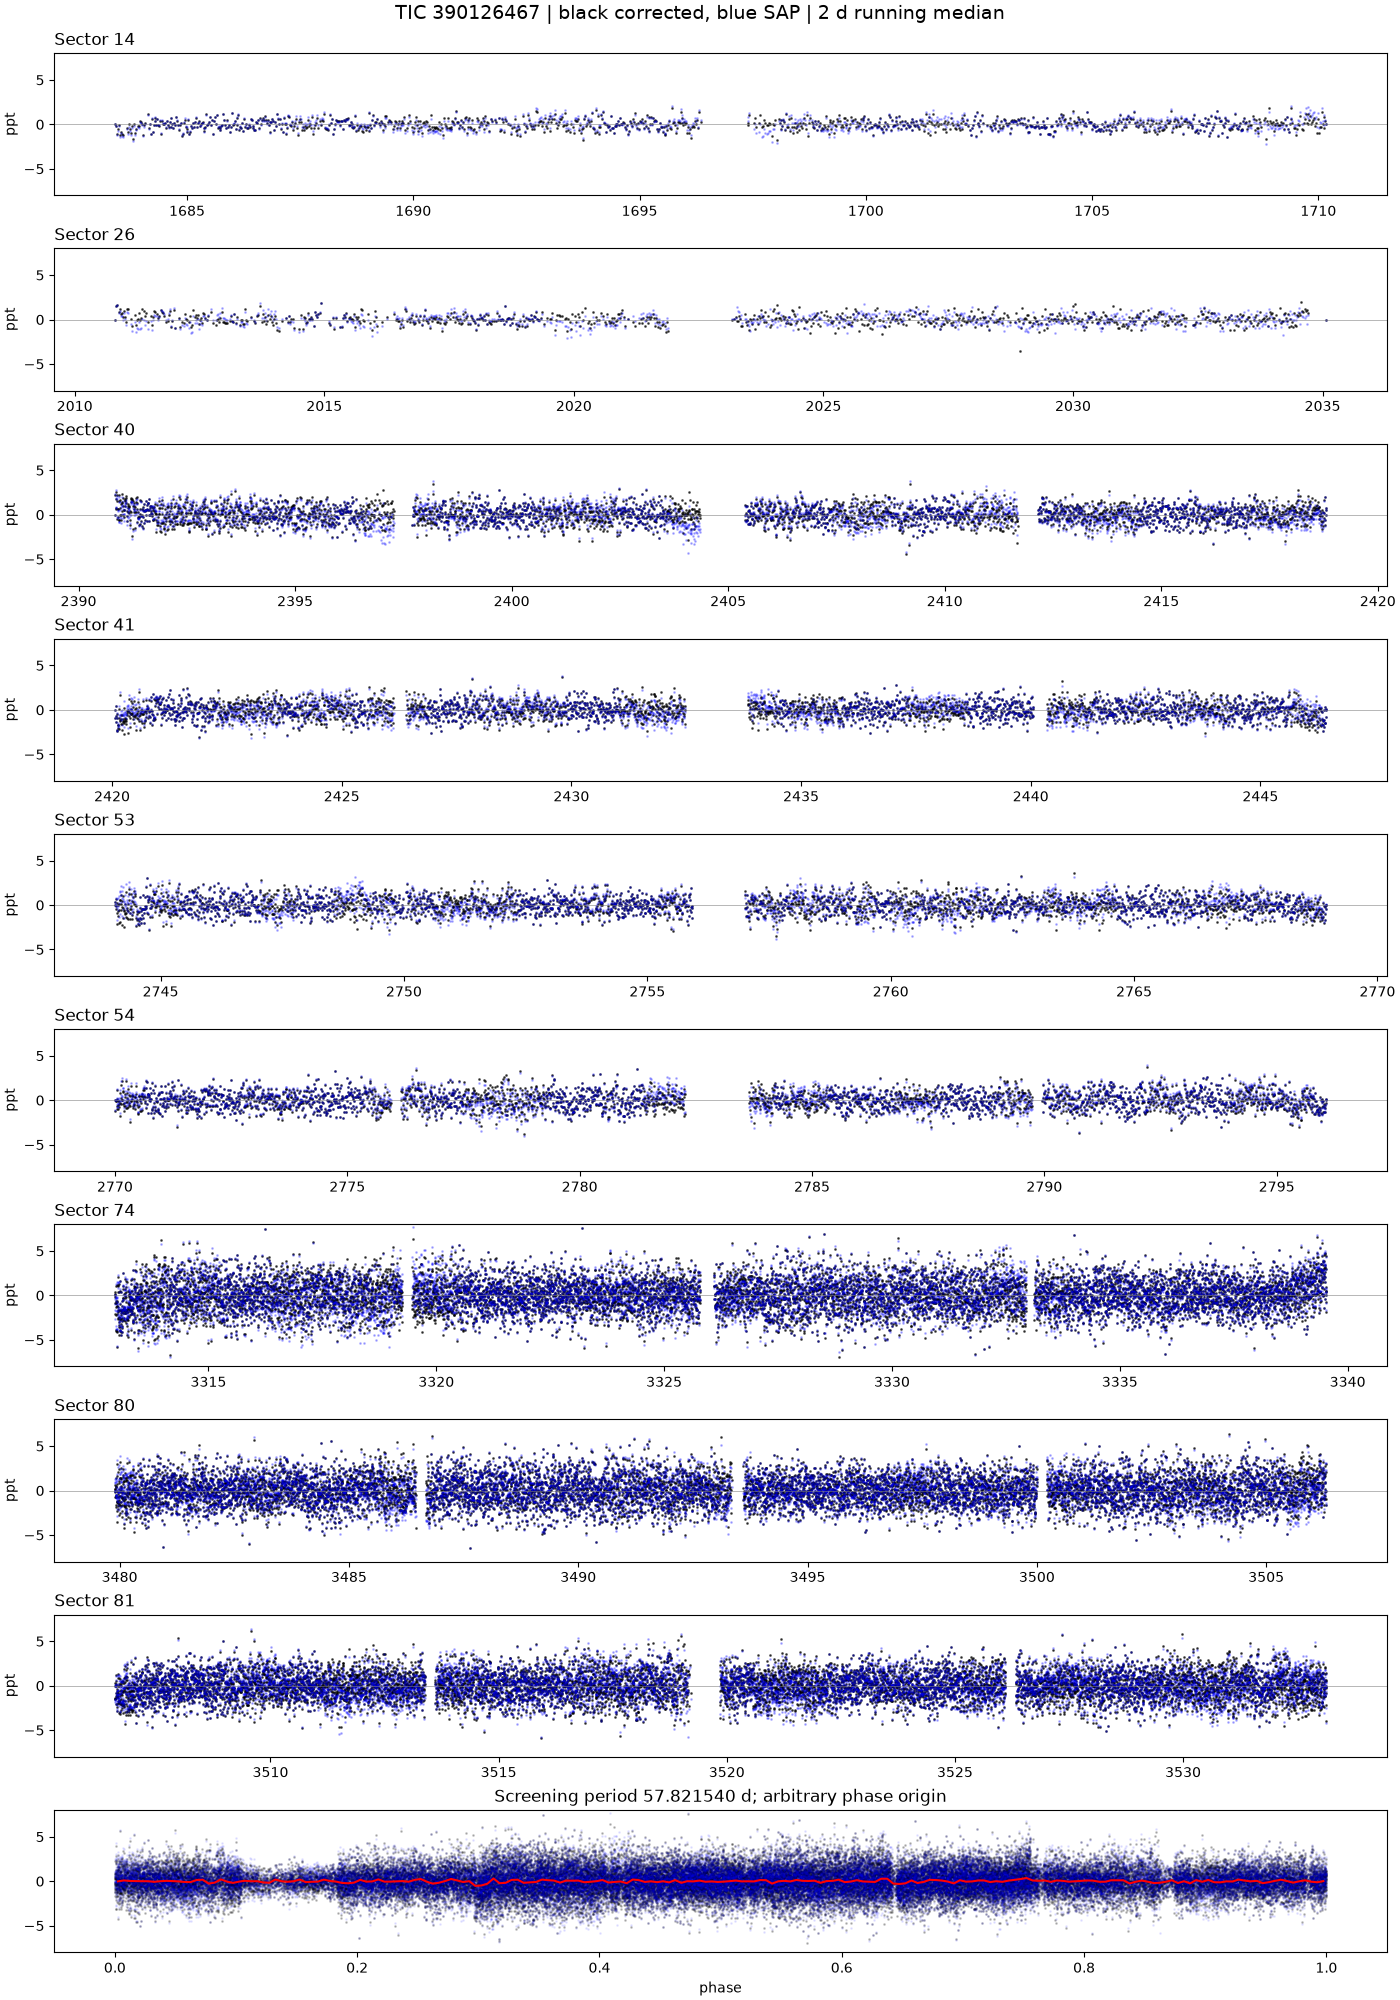 TIC 390126467 | black corrected, blue SAP | 2 d running median
Sector 14
ppt
5
0
−5
1685 1690 1695 1700 1705 1710
Sector 26
ppt
5
0
−5
2010 2015 2020 2025 2030 2035
Sector 40
ppt
5
0
−5
2390 2395 2400 2405 2410 2415 2420
Sector 41
ppt
5
0
−5
2420 2425 2430 2435 2440 2445
Sector 53
ppt
5
0
−5
2745 2750 2755 2760 2765 2770
Sector 54
ppt
5
0
−5
2770 2775 2780 2785 2790 2795
Sector 74
ppt
5
0
−5
3315 3320 3325 3330 3335 3340
Sector 80
ppt
5
0
−5
3480 3485 3490 3495 3500 3505
Sector 81
ppt
5
0
−5
3510 3515 3520 3525 3530
Screening period 57.821540 d; arbitrary phase origin
ppt
5
0
−5
0.0 0.2 0.4 0.6 0.8 1.0
phase